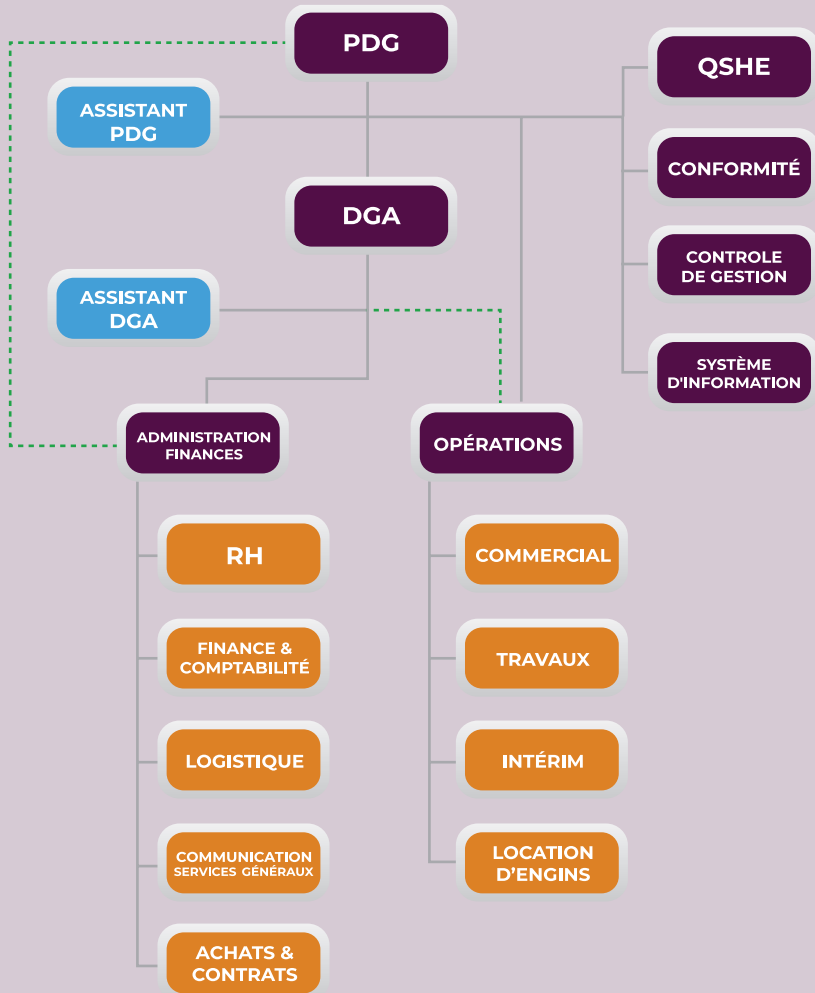 PDG
QSHE
ASSISTANT
PDG
CONFORMITÉ
DGA
CONTROLE
DE GESTION
ASSISTANT
DGA
SYSTÈME
D'INFORMATION
ADMINISTRATION
FINANCES
OPÉRATIONS
RH
COMMERCIAL
FINANCE &
COMPTABILITÉ
TRAVAUX
LOGISTIQUE
INTÉRIM
COMMUNICATION
SERVICES GÉNÉRAUX
LOCATION
D’ENGINS
ACHATS &
CONTRATS